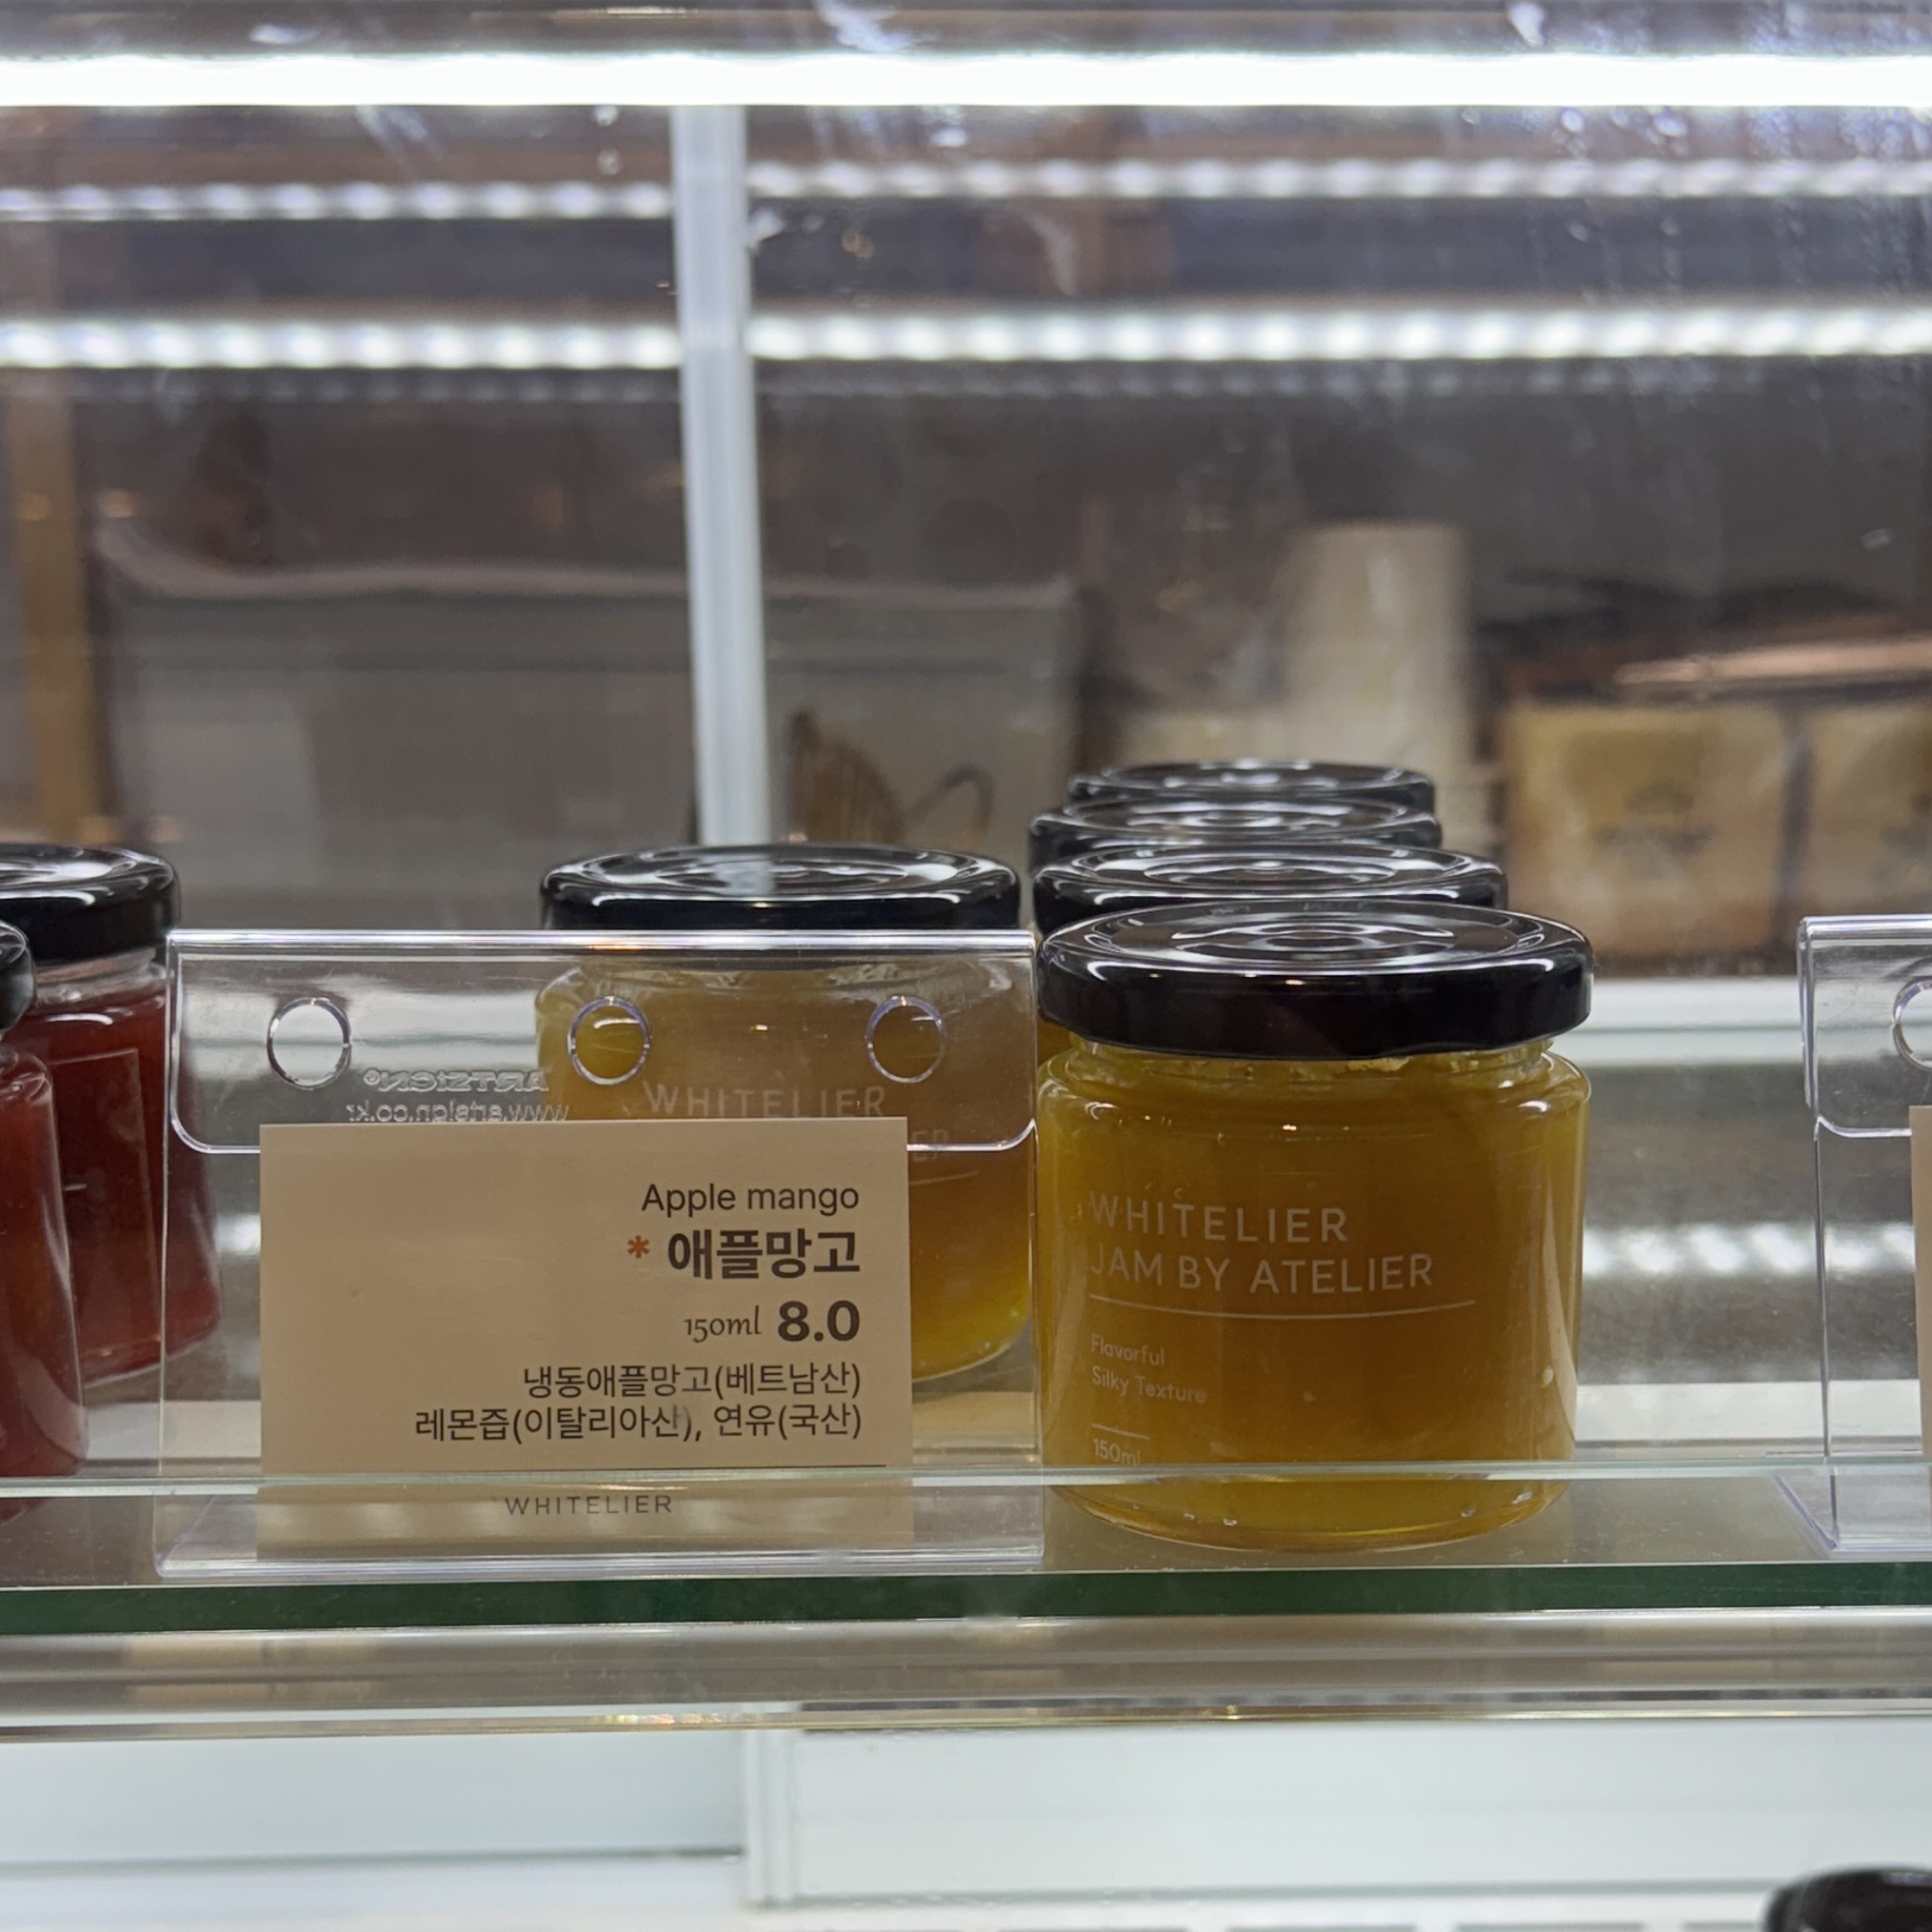 ARTSIGN
www.artsign.co.kr
WHITELIER
ER
Apple mango
* 애플망고
150ml 8.0
냉동애플망고(베트남산)
레몬즙(이탈리아산), 연유(국산)
WHITELIER
WHITELIER
JAM BY ATELIER
Flavorful
Silky Texture
150ml